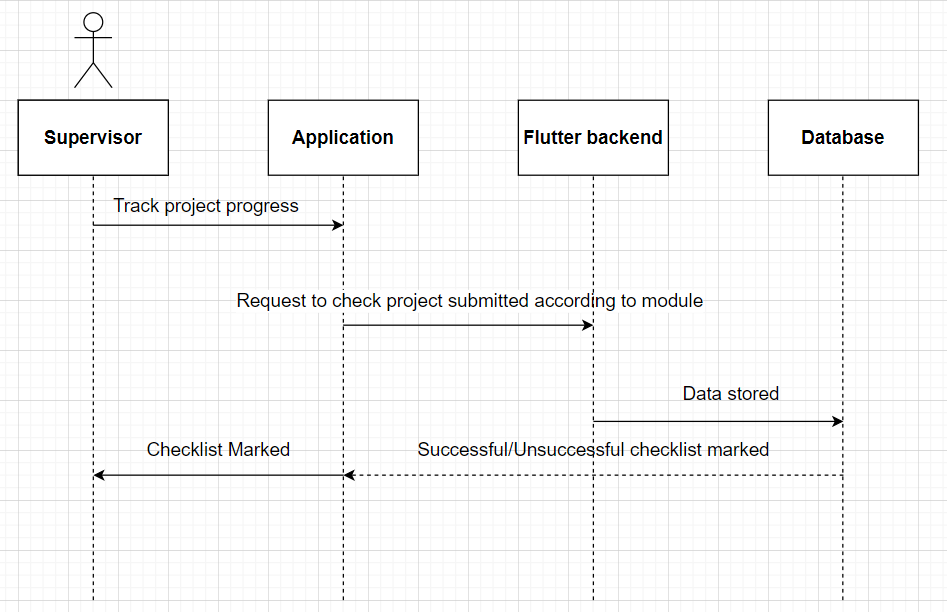 Supervisor
Application
Flutter backend
Database
Track project progress
Request to check project submitted according to module
Data stored
Checklist Marked
Successful/Unsuccessful checklist marked